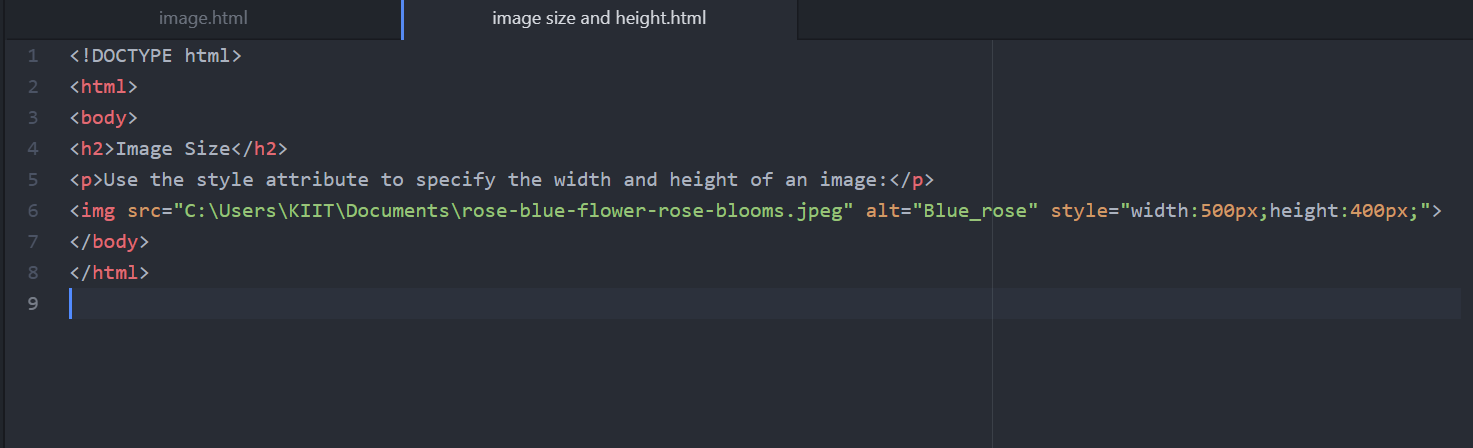 image.html
image size and height.html
1 <!DOCTYPE html>
2 <html>
3 <body>
4 <h2>Image Size</h2>
5 <p>Use the style attribute to specify the width and height of an image:</p>
6 <img src="C:\Users\KIIT\Documents\rose-blue-flower-rose-blooms.jpeg" alt="Blue_rose" style="width:500px;height:400px;">
7 </body>
8 </html>
9